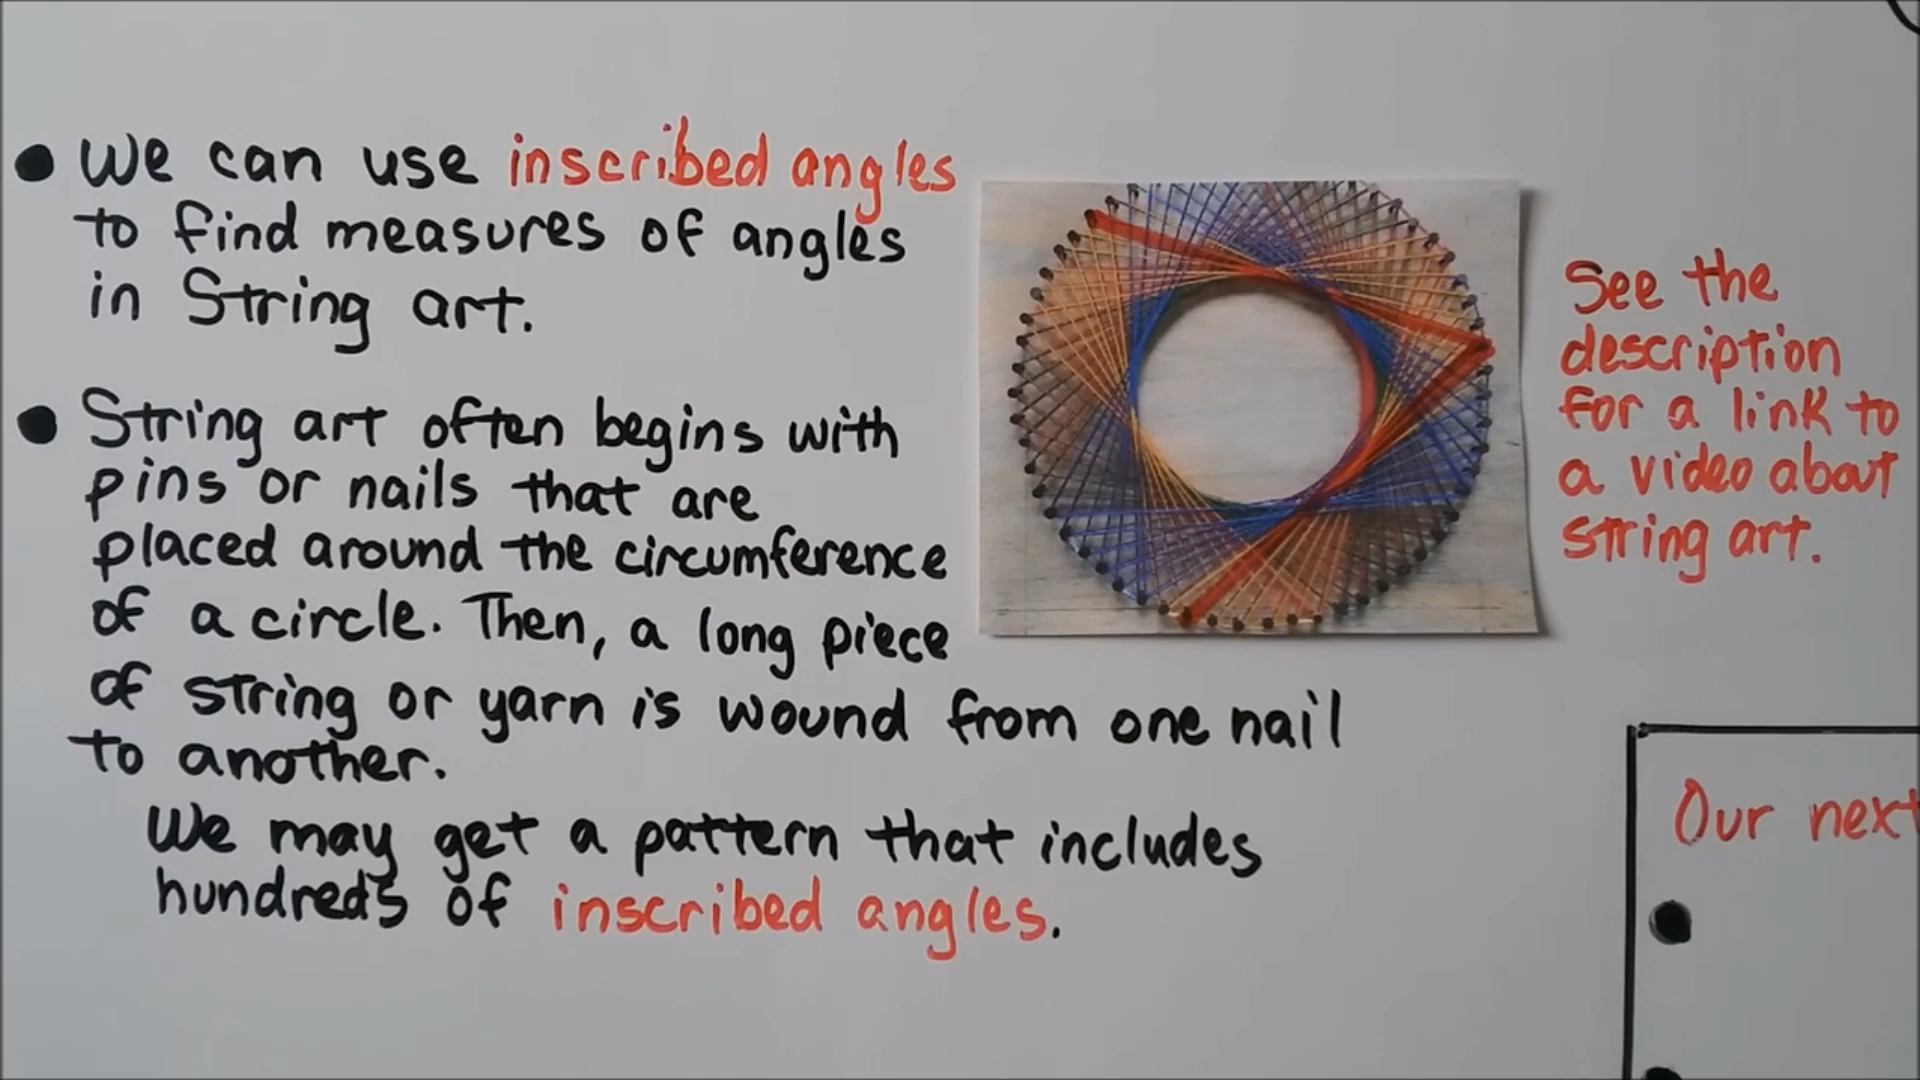 We can use inscribed angles
to find measures of angles
in String art.
String art often begins with
pins or nails that are
placed around the circumference
of a circle. Then, a long piece
of string or yarn is wound from one nail
to another.
We may get a pattern that includes
hundreds of inscribed angles.
See the
description
for a link to
a video about
string art.
Our next